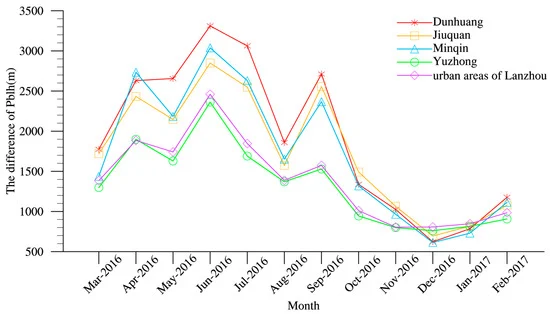 The difference of Pblh(m)
3500
3000
2500
2000
1500
1000
500
Dunhuang
Jiuquan
Minqin
Yuzhong
urban areas of Lanzhou
Mar-2016
Apr-2016
May-2016
Jun-2016
Jul-2016
Aug-2016
Sep-2016
Oct-2016
Nov-2016
Dec-2016
Jan-2017
Feb-2017
Month